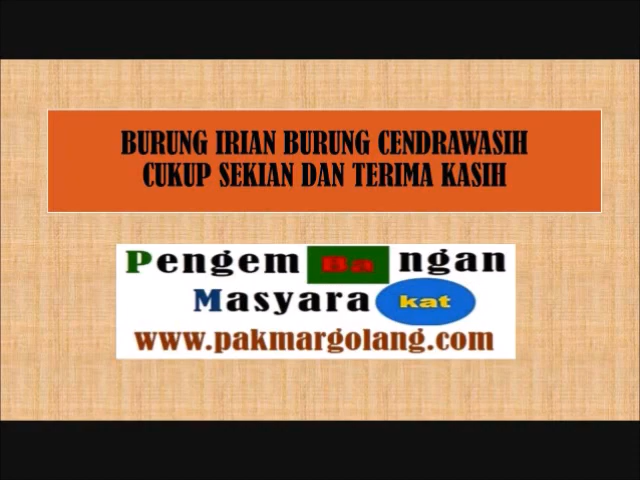 BURUNG IRIAN BURUNG CENDRAWASIH
CUKUP SEKIAN DAN TERIMA KASIH
Pengem Ba ngan
Masyara kat
www.pakmargolang.com